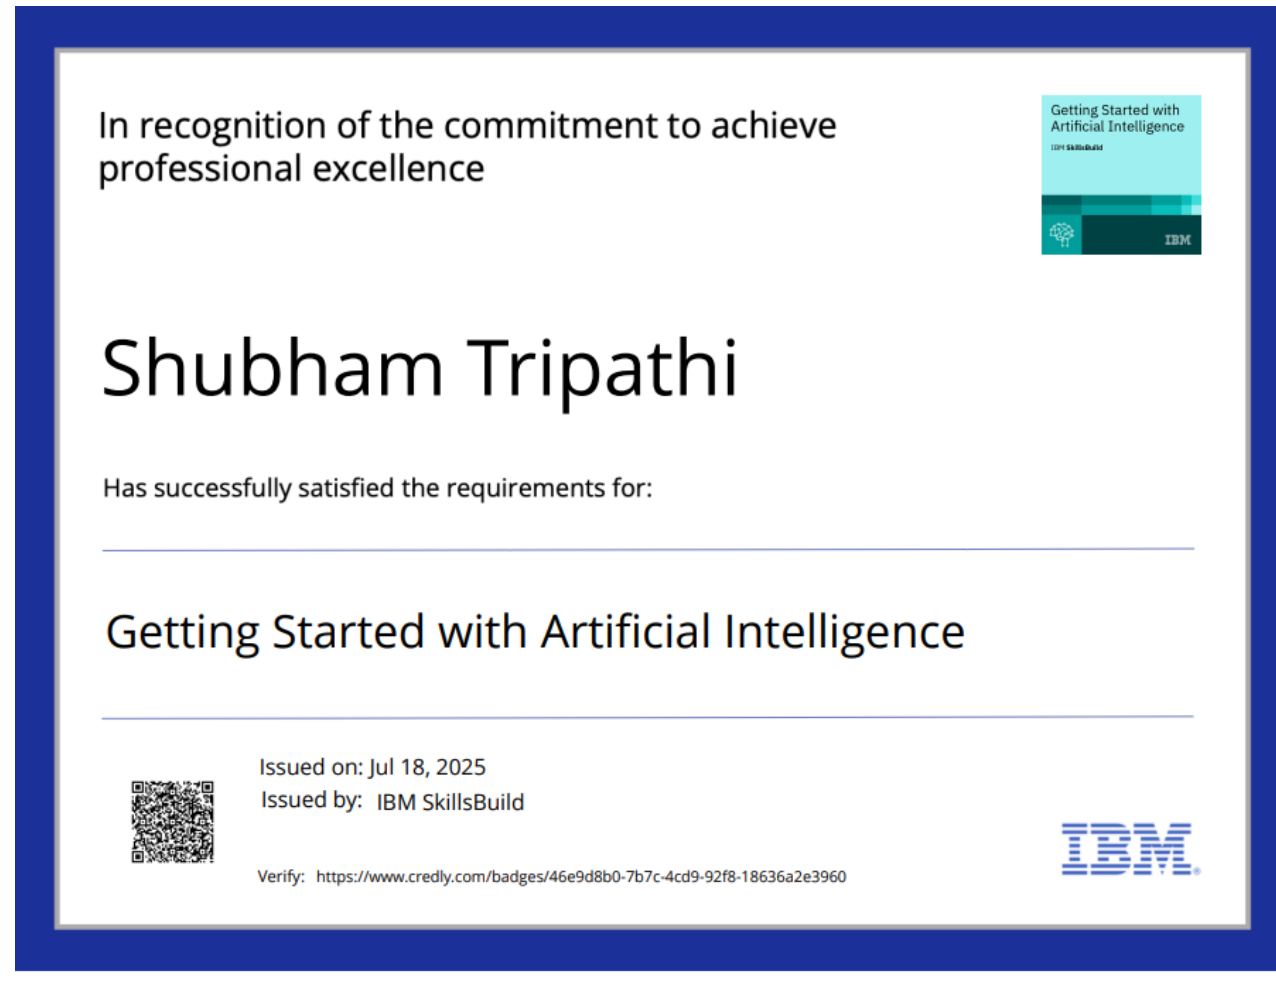 In recognition of the commitment to achieve
professional excellence
Getting Started with
Artificial Intelligence
IBM SkillsBuild
IBM
Shubham Tripathi
Has successfully satisfied the requirements for:
Getting Started with Artificial Intelligence
Issued on: Jul 18, 2025
Issued by: IBM SkillsBuild
Verify: https://www.credly.com/badges/46e9d8b0-7b7c-4cd9-92f8-18636a2e3960
IBM®